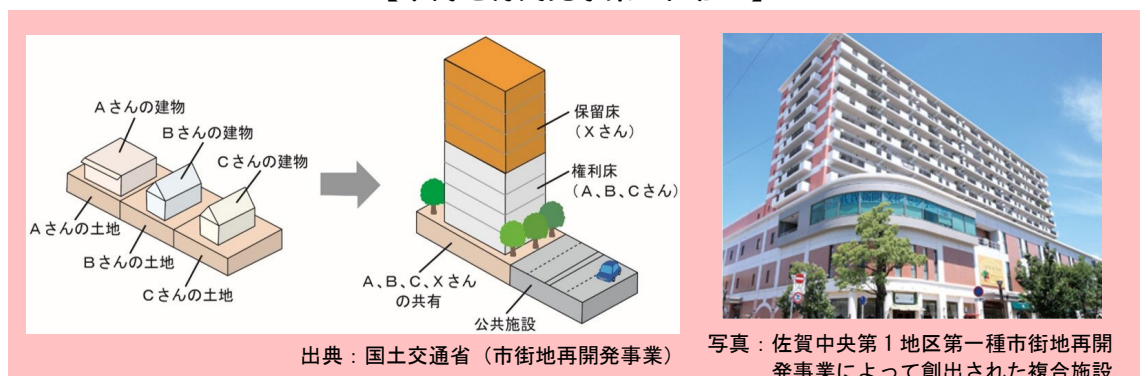 Aさんの建物
Bさんの建物
Cさんの建物
Aさんの土地
Bさんの土地
Cさんの土地
保留床
(Xさん)
権利床
(A、B、Cさん)
A、B、C、Xさん
の共有
公共施設
出典：国土交通省（市街地再開発事業）
写真：佐賀中央第1地区第一種市街地再開
発事業によって創出された複合施設